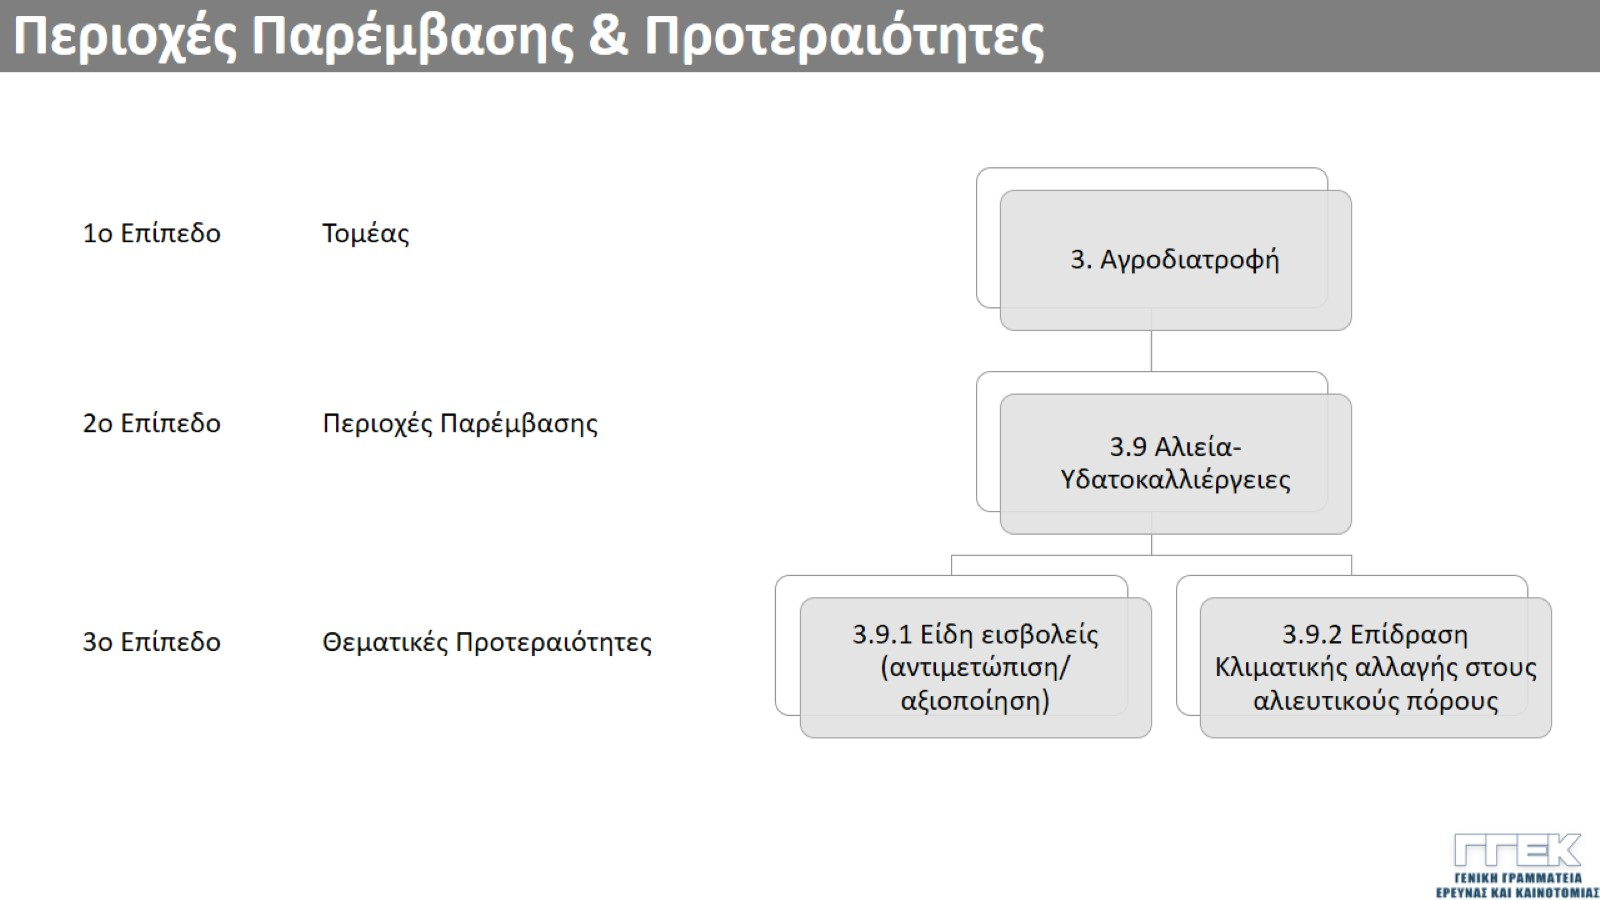 Περιοχές Παρέμβασης & Προτεραιότητες
1ο Επίπεδο
Τομέας
3. Αγροδιατροφή
2ο Επίπεδο
Περιοχές Παρέμβασης
3.9 Αλιεία-
Υδατοκαλλιέργειες
3ο Επίπεδο
Θεματικές Προτεραιότητες
3.9.1 Είδη εισβολείς
(αντιμετώπιση/
αξιοποίηση)
3.9.2 Επίδραση
Κλιματικής αλλαγής στους
αλιευτικούς πόρους
ΓΓΕΚ
ΓΕΝΙΚΗ ΓΡΑΜΜΑΤΕΙΑ
ΕΡΕΥΝΑΣ ΚΑΙ ΚΑΙΝΟΤΟΜΙΑΣ